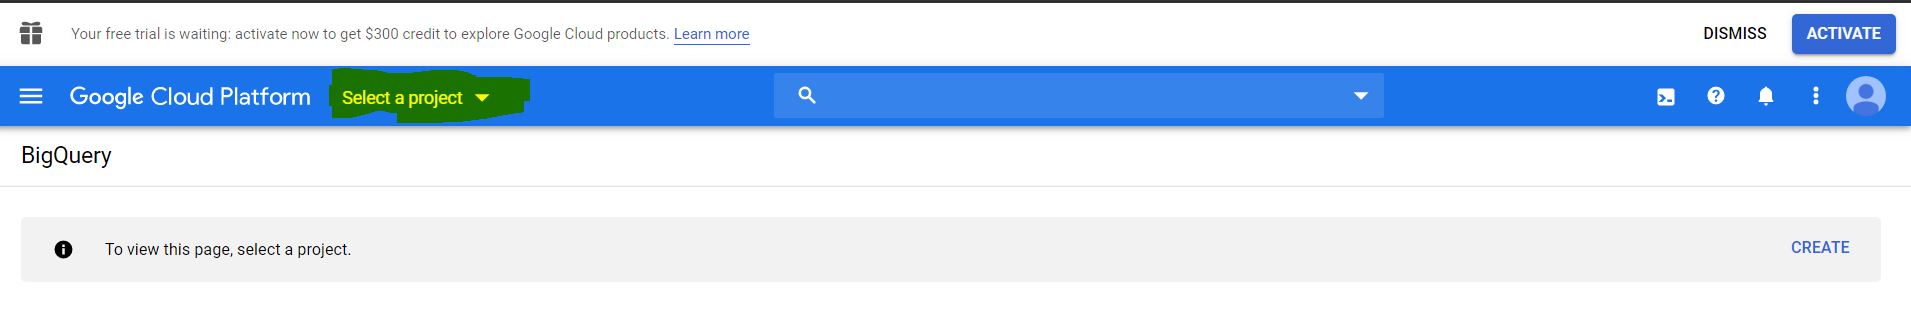 Your free trial is waiting: activate now to get $300 credit to explore Google Cloud products. Learn more
DISMISS
ACTIVATE
Google Cloud Platform
Select a project
BigQuery
To view this page, select a project.
CREATE